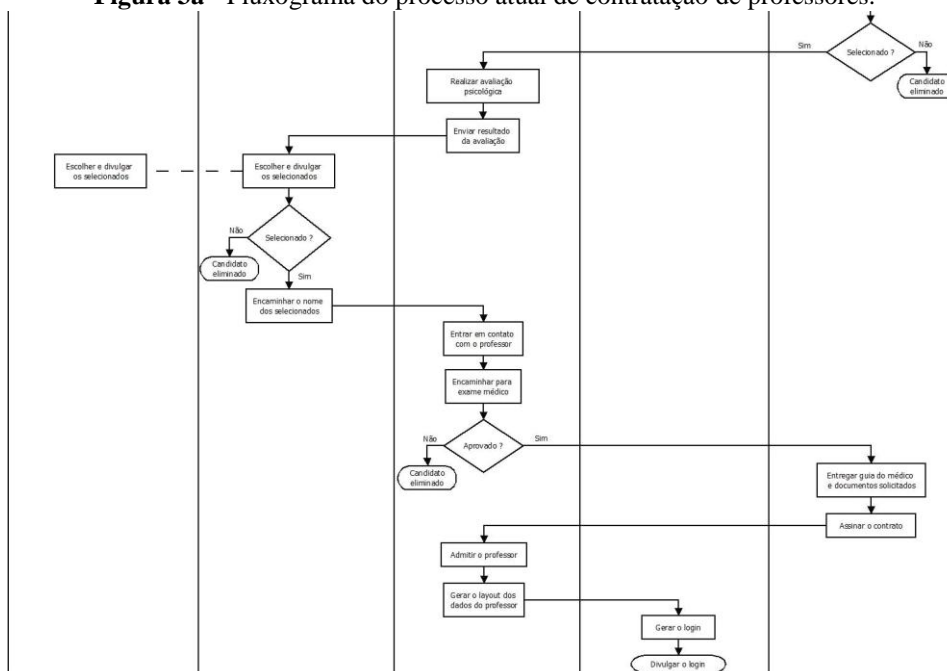 Figura 3a - Fluxograma do processo atual de contratação de professores.
Sim
Selecionado ?
Não
Candidato
eliminado
Realizar avaliação
psicológica
Enviar resultado
da avaliação
Escolher e divulgar
os selecionados
Escolher e divulgar
os selecionados
Não
Selecionado ?
Candidato
eliminado
Sim
Encaminhar o nome
dos selecionados
Entrar em contato
com o professor
Encaminhar para
exame médico
Não
Aprovado ?
Sim
Candidato
eliminado
Entregar guia do médico
e documentos solicitados
Assinar o contrato
Admitir o professor
Gerar o layout dos
dados do professor
Gerar o login
Divulgar o login